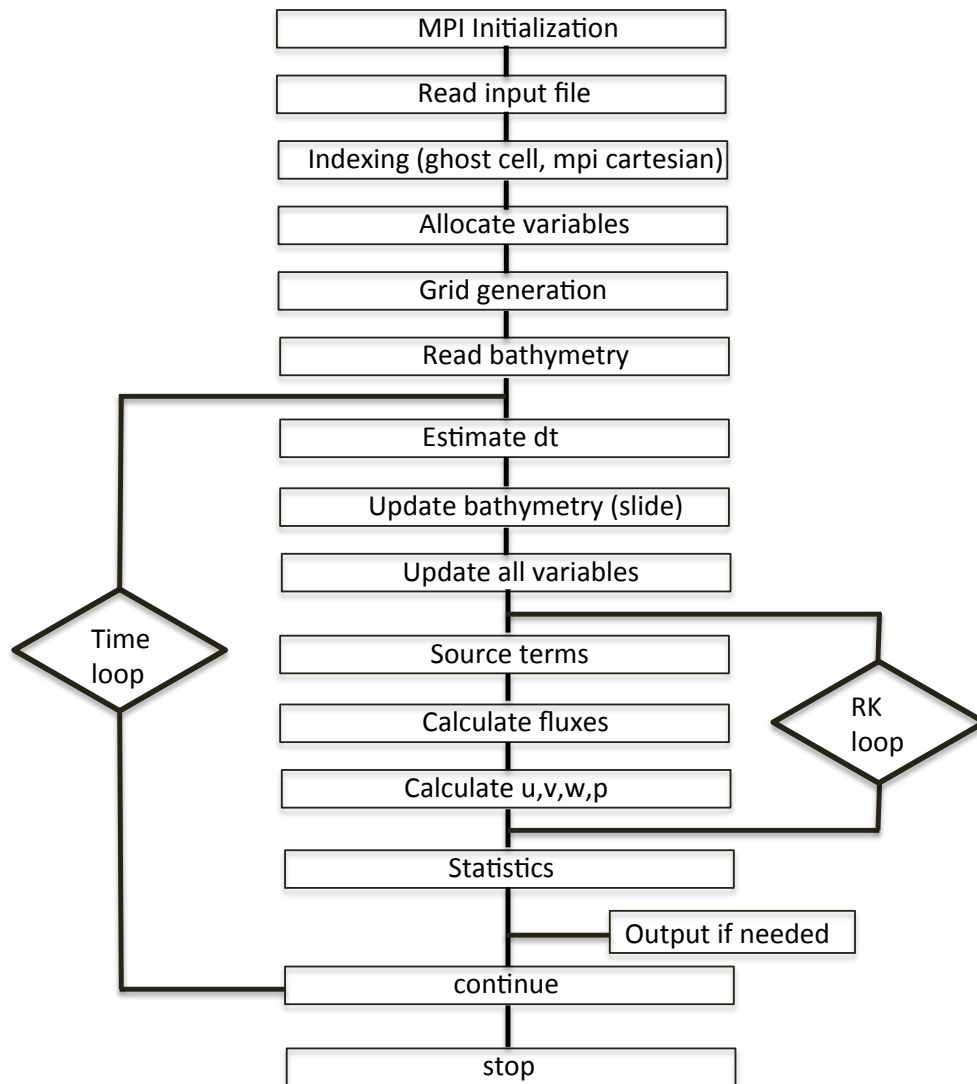 MPI Initialization
Read input file
Indexing (ghost cell, mpi cartesian)
Allocate variables
Grid generation
Read bathymetry
Estimate dt
Update bathymetry (slide)
Update all variables
Time
loop
Source terms
Calculate fluxes
RK
loop
Calculate u,v,w,p
Statistics
Output if needed
continue
stop